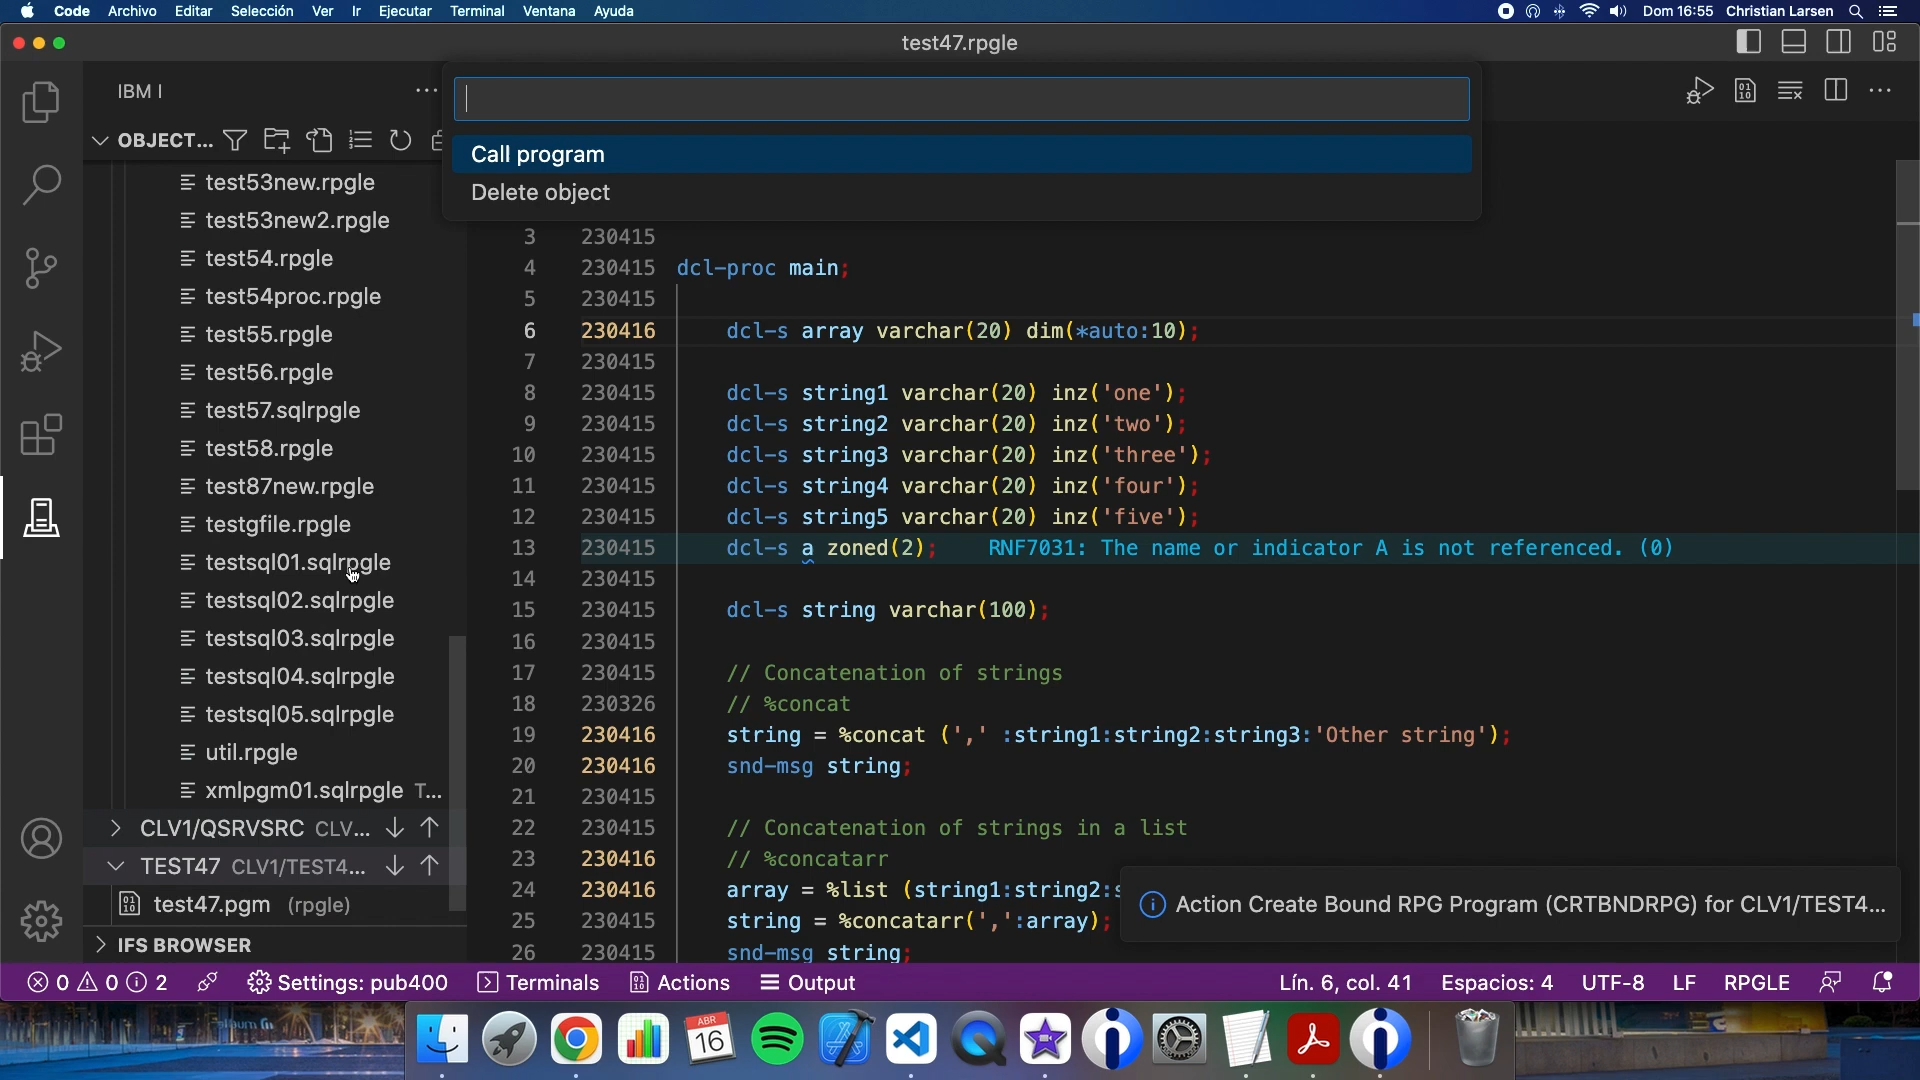 Code Archivo Editar Selección Ver Ir Ejecutar Terminal Ventana Ayuda Dom 16:55 Christian Larsen
test47.rpgle
IBM I ...
OBJECT...
Call program
Delete object
test53new.rpgle
test53new2.rpgle
test54.rpgle
test54proc.rpgle
test55.rpgle
test56.rpgle
test57.sqlrpgle
test58.rpgle
test87new.rpgle
testgfile.rpgle
testsql01.sqlrpgle
testsql02.sqlrpgle
testsql03.sqlrpgle
testsql04.sqlrpgle
testsql05.sqlrpgle
util.rpgle
xmlpgm01.sqlrpgle T...
CLV1/QSRVSRC CLV...
TEST47 CLV1/TEST4...
test47.pgm (rpgle)
IFS BROWSER
3 230415
4 230415 dcl-proc main;
5 230415
6 230416 dcl-s array varchar(20) dim(*auto:10);
7 230415
8 230415 dcl-s string1 varchar(20) inz('one');
9 230415 dcl-s string2 varchar(20) inz('two');
10 230415 dcl-s string3 varchar(20) inz('three');
11 230415 dcl-s string4 varchar(20) inz('four');
12 230415 dcl-s string5 varchar(20) inz('five');
13 230415 dcl-s a zoned(2); RNF7031: The name or indicator A is not referenced. (0)
14 230415
15 230415 dcl-s string varchar(100);
16 230415
17 230415 // Concatenation of strings
18 230326 // %concat
19 230416 string = %concat (',' :string1:string2:string3:'Other string');
20 230416 snd-msg string;
21 230415
22 230415 // Concatenation of strings in a list
23 230416 // %concatarr
24 230416 array = %list (string1:string2:s
25 230415 string = %concatarr(',':array);
26 230415 snd-msg string;
Action Create Bound RPG Program (CRTBNDRPG) for CLV1/TEST4...
0 0 2 Settings: pub400 Terminals Actions Output Lín. 6, col. 41 Espacios: 4 UTF-8 LF RPGLE
ABR
16